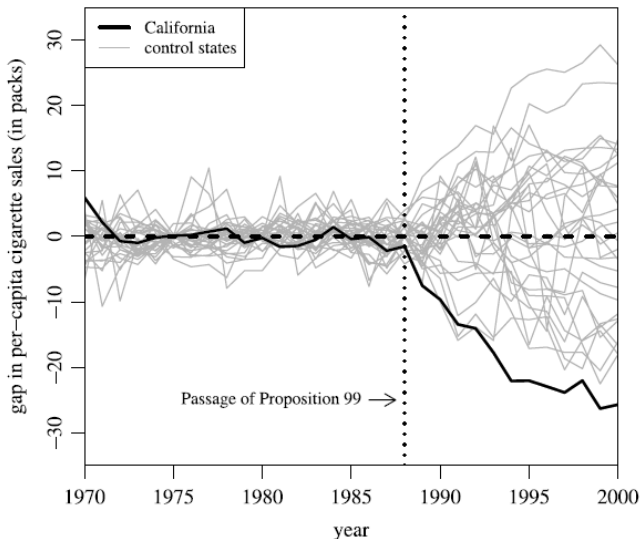 California
control states
gap in per−capita cigarette sales (in packs)
30
20
10
0
−10
−20
−30
Passage of Proposition 99
1970 1975 1980 1985 1990 1995 2000
year